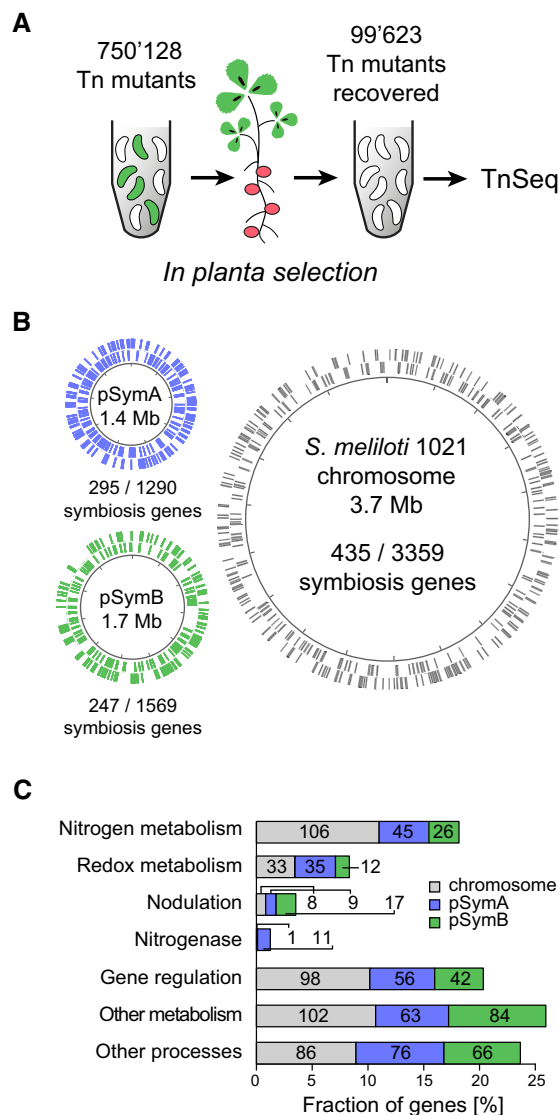 A
750'128
Tn mutants
99'623
Tn mutants
recovered
TnSeq
In planta selection
B
pSymA
1.4 Mb
295 / 1290
symbiosis genes
pSymB
1.7 Mb
247 / 1569
symbiosis genes
S. meliloti 1021
chromosome
3.7 Mb
435 / 3359
symbiosis genes
C
Nitrogen metabolism 106 45 26
Redox metabolism 33 35 12
Nodulation 8 9 17
Nitrogenase 1 11
Gene regulation 98 56 42
Other metabolism 102 63 84
Other processes 86 76 66
chromosome
pSymA
pSymB
0 5 10 15 20 25
Fraction of genes [%]